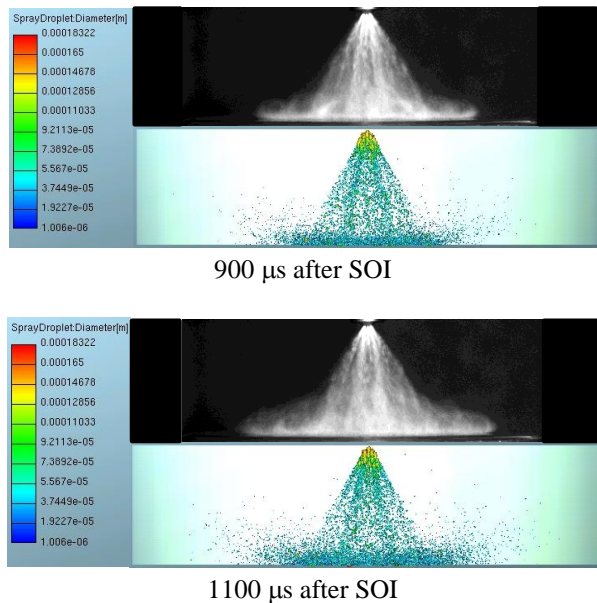 SprayDroplet:Diameter[m]
0.00018322
0.000165
0.00014678
0.00012856
0.00011033
9.2113e-05
7.3892e-05
5.567e-05
3.7449e-05
1.9227e-05
1.006e-06
900 μs after SOI
SprayDroplet:Diameter[m]
0.00018322
0.000165
0.00014678
0.00012856
0.00011033
9.2113e-05
7.3892e-05
5.567e-05
3.7449e-05
1.9227e-05
1.006e-06
1100 μs after SOI